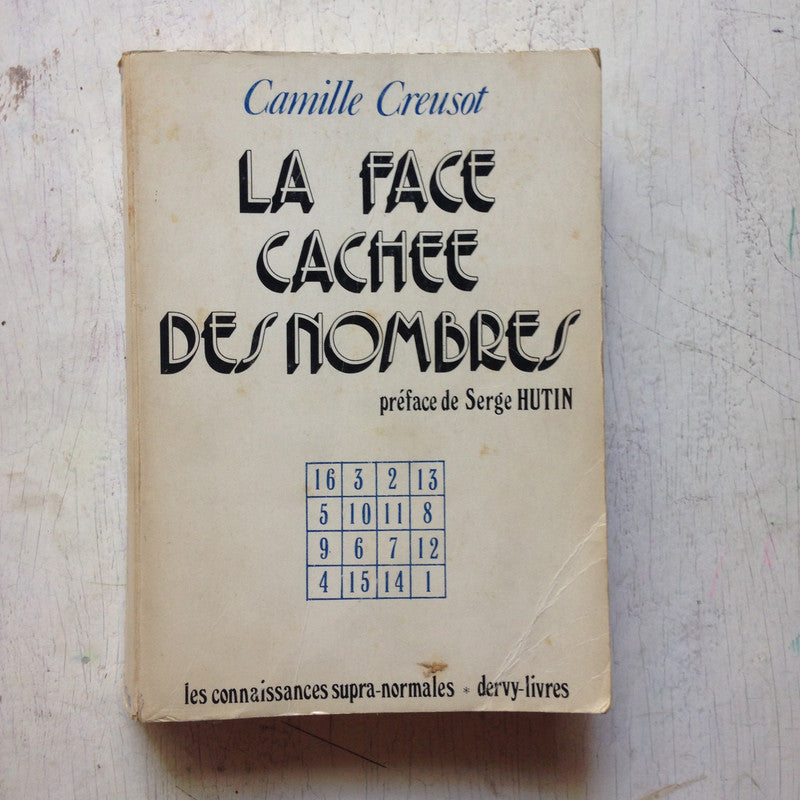 Camille Creusot
LA FACE
CACHEE
DES NOMBRES
préface de Serge HUTIN
16 3 2 13
5 10 11 8
9 6 7 12
4 15 14 1
les connaissances supra-normales * dervy-livres